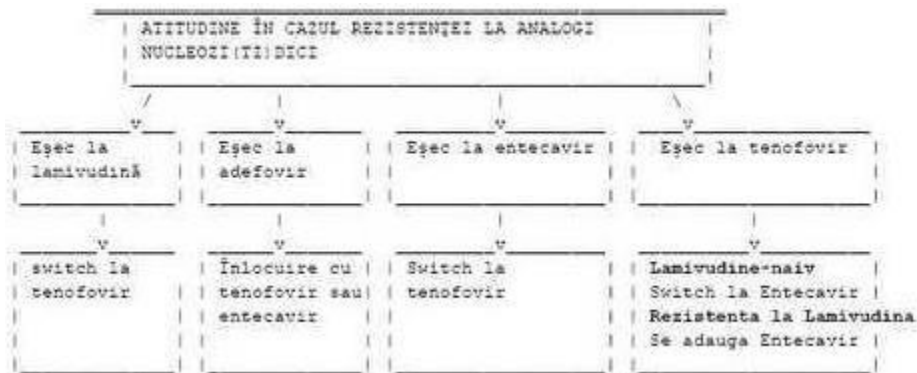 ATITUDINE ÎN CAZUL REZISTENȚEI LA ANALOGI
NUCLEOZI(TI)DICI
Eșec la
lamivudină
Eșec la
adefovir
Eșec la entecavir
Eșec la tenofovir
switch la
tenofovir
Înlocuire cu
tenofovir sau
entecavir
Switch la
tenofovir
Lamivudine-naiv
Switch la Entecavir
Rezistenta la Lamivudina
Se adauga Entecavir